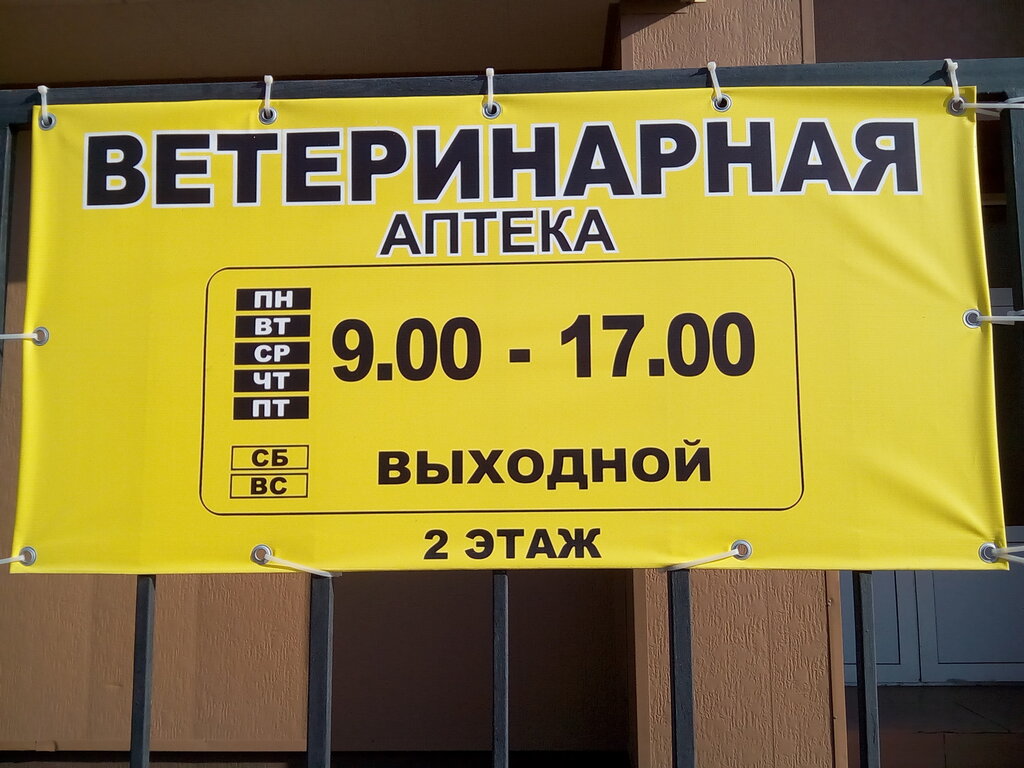 ВЕТЕРИНАРНАЯ
АПТЕКА
ПН
ВТ
СР
ЧТ
ПТ
9.00 - 17.00
СБ
ВС
ВЫХОДНОЙ
2 ЭТАЖ